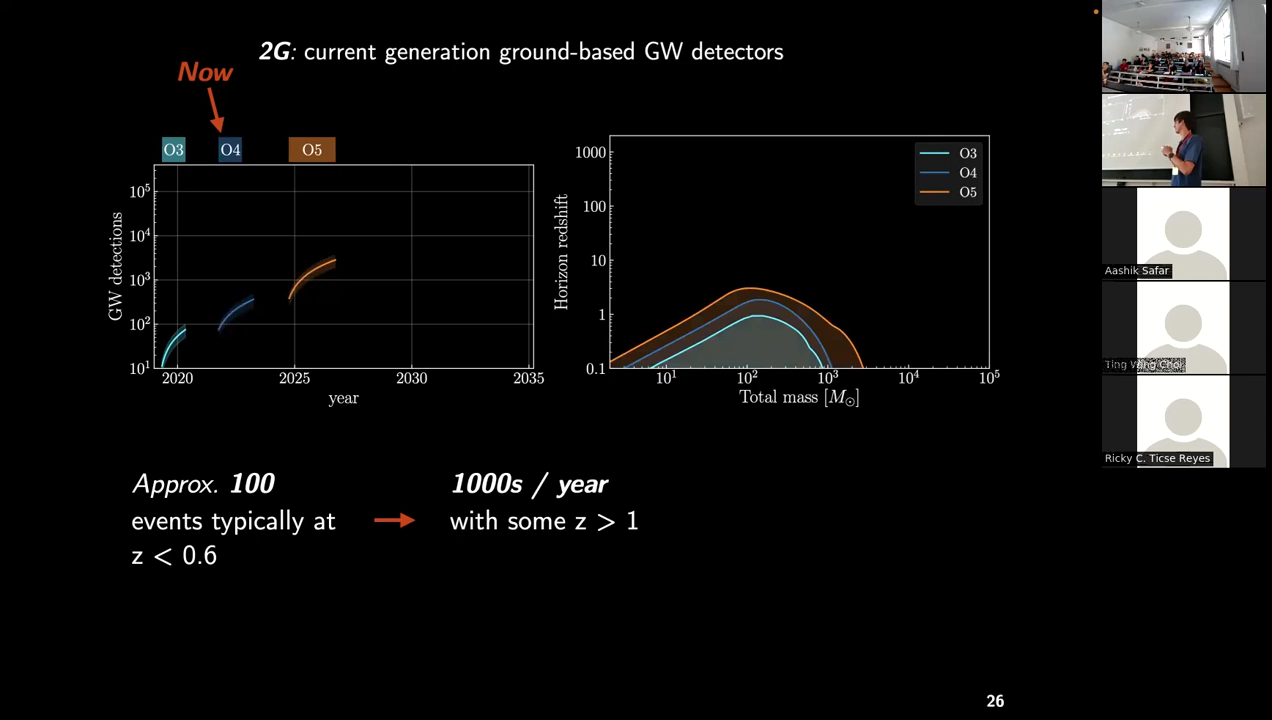 2G: current generation ground-based GW detectors
Now
O3
O4
O5
GW detections
10^5
10^4
10^3
10^2
10^1
2020
2025
2030
2035
year
Horizon redshift
1000
100
10
1
0.1
10^1
10^2
10^3
10^4
10^5
Total mass [M☉]
O3
O4
O5
Approx. 100
events typically at
z < 0.6
1000s / year
with some z > 1
26
Aashik Safar
Ting Wing Choi
Ricky C. Ticse Reyes